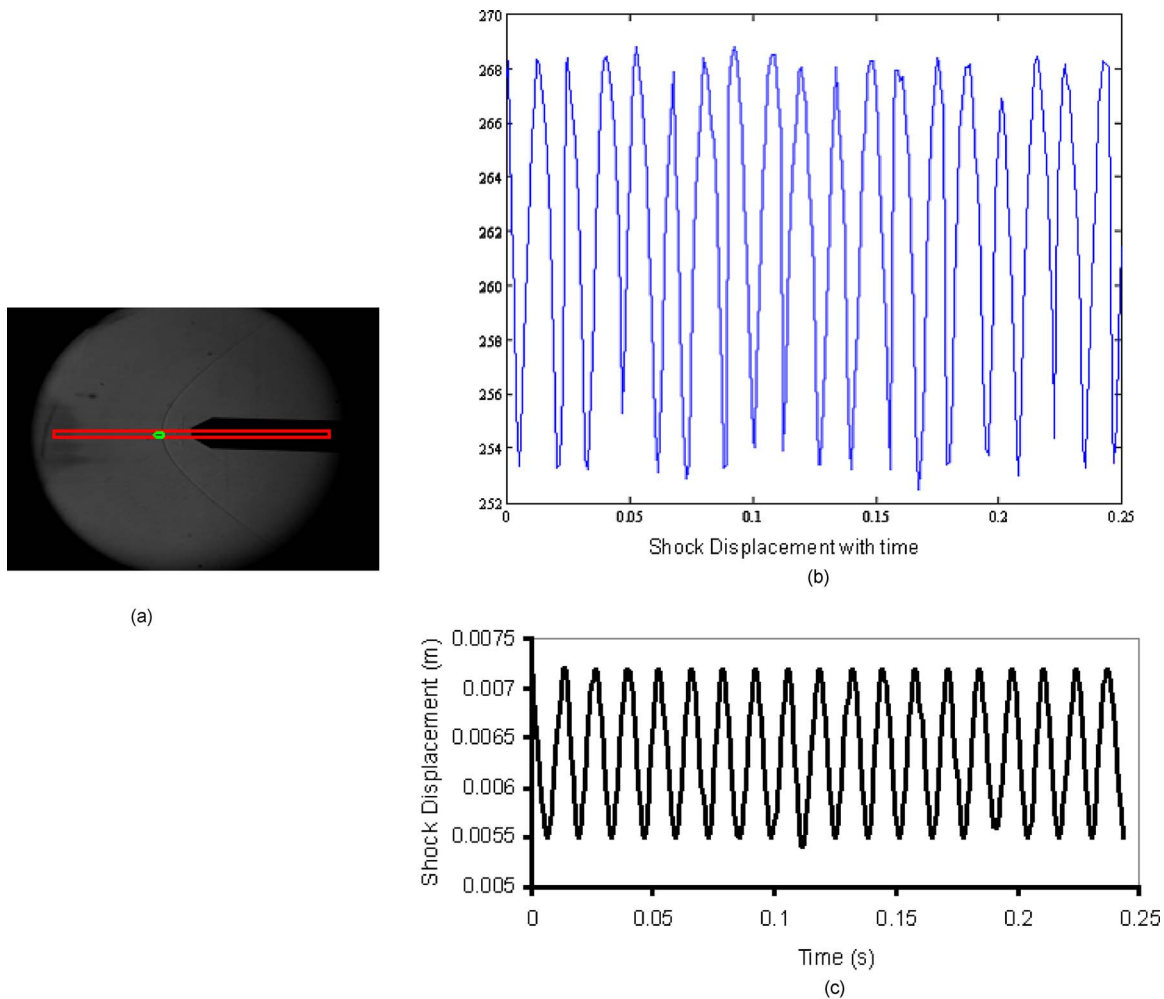 270
268
266
264
262
260
258
256
254
252
0 0.05 0.1 0.15 0.2 0.25
Shock Displacement with time
(b)
(a)
Shock Displacement (m)
0.0075
0.007
0.0065
0.006
0.0055
0.005
0 0.05 0.1 0.15 0.2 0.25
Time (s)
(c)